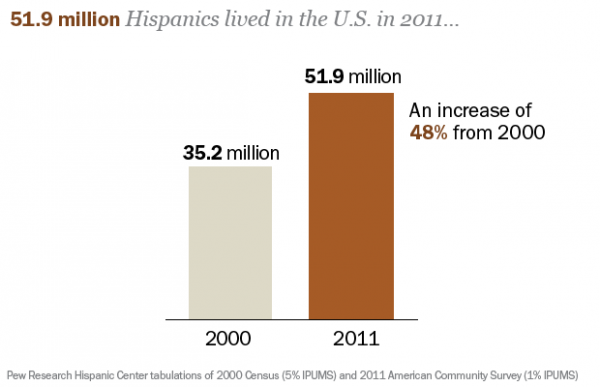 51.9 million Hispanics lived in the U.S. in 2011...
51.9 million
An increase of
48% from 2000
35.2 million
2000
2011
Pew Research Hispanic Center tabulations of 2000 Census (5% IPUMS) and 2011 American Community Survey (1% IPUMS)